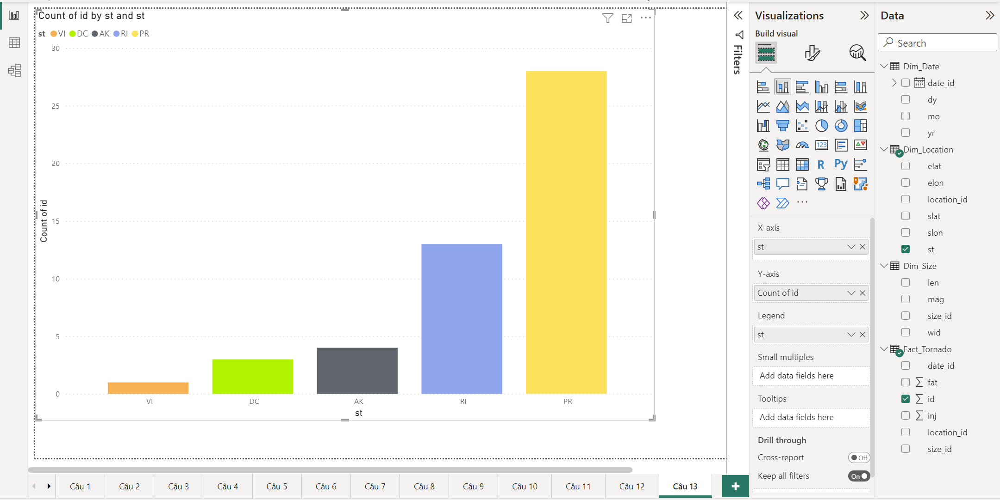 Count of id by st and st
st VI DC AK RI PR
30
25
20
15
10
5
0
Count of id
VI DC AK RI PR
st
Filters
Visualizations
Build visual
123
R Py
X-axis
st
Y-axis
Count of id
Legend
st
Small multiples
Add data fields here
Tooltips
Add data fields here
Drill through
Cross-report Off
Keep all filters On
Data
Search
Dim_Date
date_id
dy
mo
yr
Dim_Location
elat
elon
location_id
slat
slon
st
Dim_Size
len
mag
size_id
wid
Fact_Tornado
date_id
∑ fat
∑ id
∑ inj
location_id
size_id
Câu 1 Câu 2 Câu 3 Câu 4 Câu 5 Câu 6 Câu 7 Câu 8 Câu 9 Câu 10 Câu 11 Câu 12 Câu 13